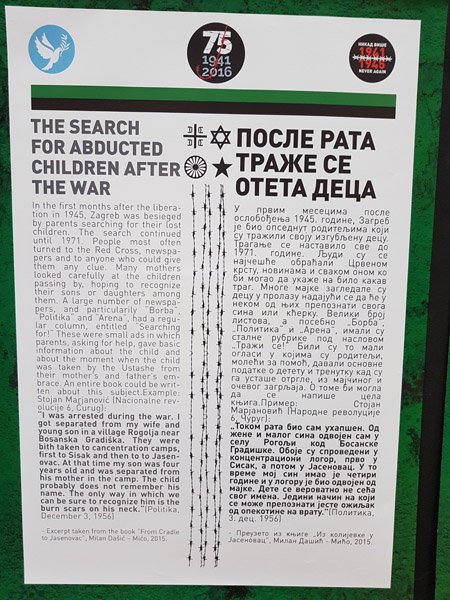 75
1941
2016
НИКАД ВИШЕ
1941
1945
NEVER AGAIN
THE SEARCH
FOR ABDUCTED
CHILDREN AFTER
THE WAR
In the first months after the libera-
tion in 1945, Zagreb was besieged
by parents searching for their lost
children. The search continued
until 1971. People most often
turned to the Red Cross, newspa-
pers and to anyone who could give
them any clue. Many mothers
looked carefully at the children
passing by, hoping to recognize
their sons or daughters among
them. A large number of newspa-
pers, and particularly "Borba",
"Politika" and "Arena", had a regu-
lar column, entitled "Searching
for!" These were small ads in which
parents, asking for help, gave basic
information about the child and
about the moment when the child
was taken by the Ustashe from
their mother's and father's em-
brace. An entire book could be writ-
ten about this subject.Example:
Stojan Marjanović (Nacionalne rev-
olucije 6, Čurug):
"I was arrested during the war. I
got separated from my wife and
young son in a village Rogolje near
Bosanska Gradiška. They were
bith taken to concentration camps,
first to Sisak and then to to Jasen-
ovac. At that time my son was four
years old and was separated from
his mother in the camp. The child
probably does not remember his
name. The only way in which we
can be sure to recognize him is the
burn scars on his neck."(Politika,
December 3, 1956)
- Excerpt taken from the book "From Cradle
to Jasenovac", Milan Dašić - Mićo, 2015.
ПОСЛЕ РАТА
ТРАЖЕ СЕ
ОТЕТА ДЕЦА
У првим месецима после
ослобођења 1945. године, Загреб
је био опседнут родитељима који
су тражили своју изгубљену децу.
Трагање се наставило све до
1971. године. Људи су се
најчешће обраћали Црвеном
крсту, новинама и сваком оном ко
би могао да укаже на било какав
траг. Многе мајке загледале су
децу у пролазу надајући се да ће у
неком од њих препознати свога
сина или кћерку. Велики број
листова, а посебно „Борба„
„Политика„ и „Арена„, имали су
сталне рубрике под насловом
„Тражи се! Били су то мали
огласи у којима су родитељи,
молећи за помоћ, давали основне
податке о детету и тренутку кад су
га усташе отргле, из мајчиног и
очевог загрљаја. О томе би могла
да се напише цела
књига.Пример: Стојан
Марјановић (Народне револуције
6, Чуруг):
„Током рата био сам ухапшен. Од
жене и малог сина одвојен сам у
селу Рогољи код Босанске
Градишке. Обоје су спроведени у
концентрациони логор, прво у
Сисак, а потом у Јасеновац. У то
време мој син имао је четири
године и у логору је био одвојен од
мајке. Дете се вероватно не сећа
свог имена. Једини начин на који
се може препознати јесте ожиљак
од опекотине на врату."(Политика,
3. дец. 1956)
- Преузето из књиге „Из колијевке у
Јасеновац", Милан Дашић - Мићо, 2015.